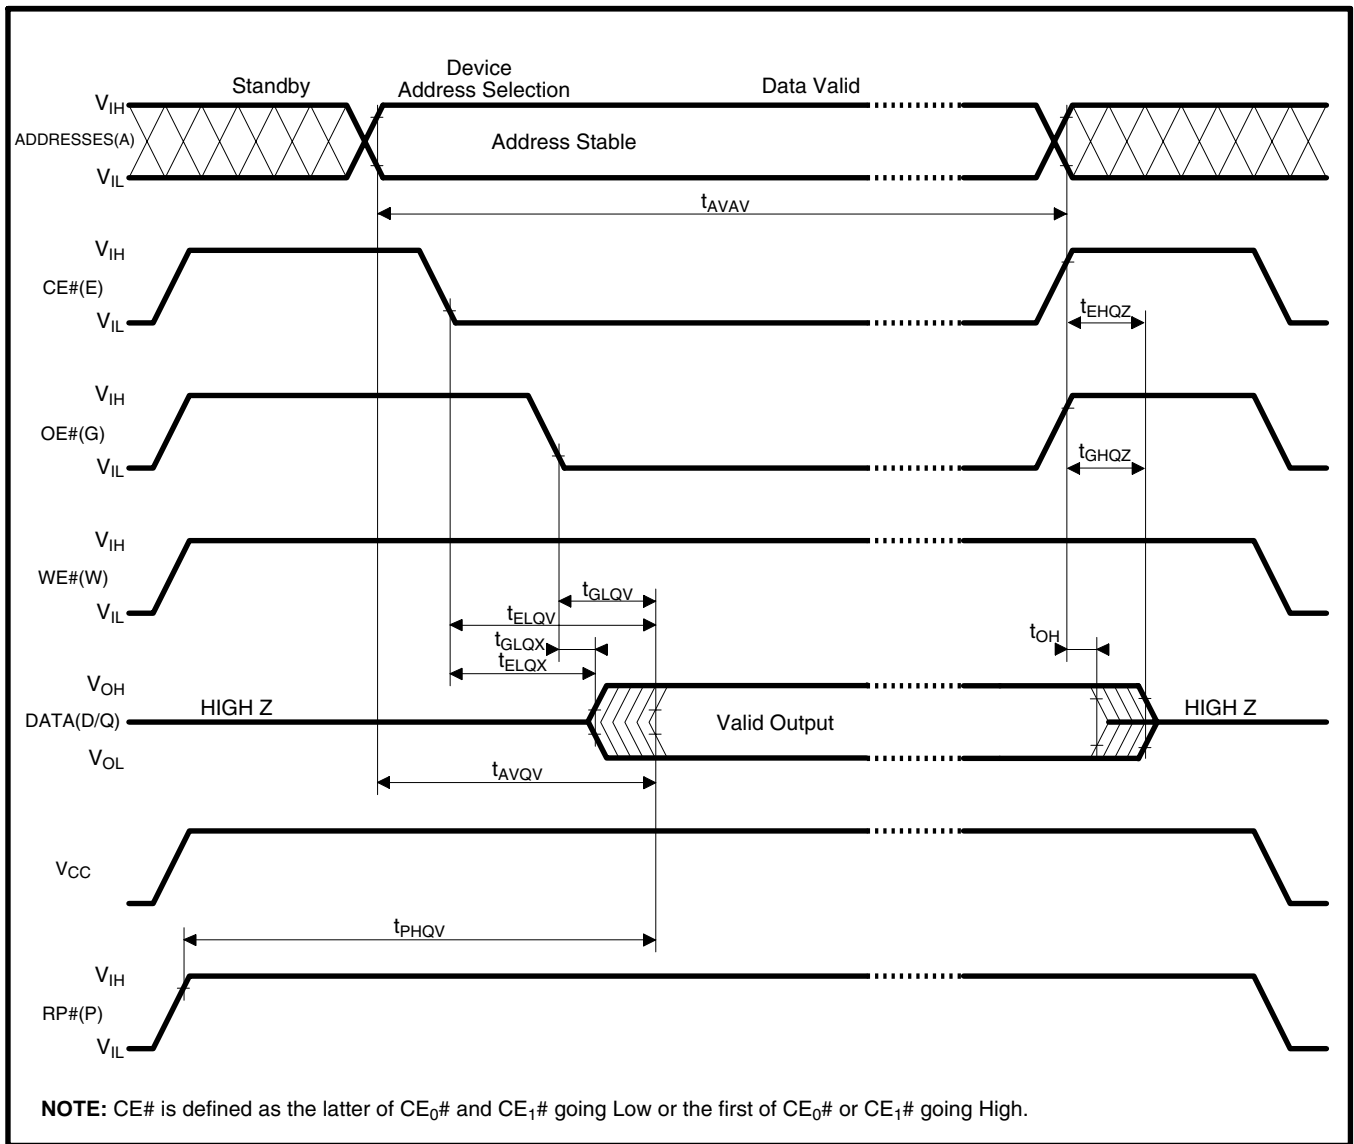 Standby
Device
Address Selection
Data Valid
VIH
ADDRESSES(A)
VIL
Address Stable
tAVAV
VIH
CE#(E)
VIL
tEHQZ
VIH
OE#(G)
VIL
tGHQZ
VIH
WE#(W)
VIL
tGLQV
tELQV
tGLQX
tELQX
tOH
VOH
DATA(D/Q)
VOL
HIGH Z
Valid Output
HIGH Z
tAVQV
VCC
tPHQV
VIH
RP#(P)
VIL
NOTE: CE# is defined as the latter of CE0# and CE1# going Low or the first of CE0# or CE1# going High.